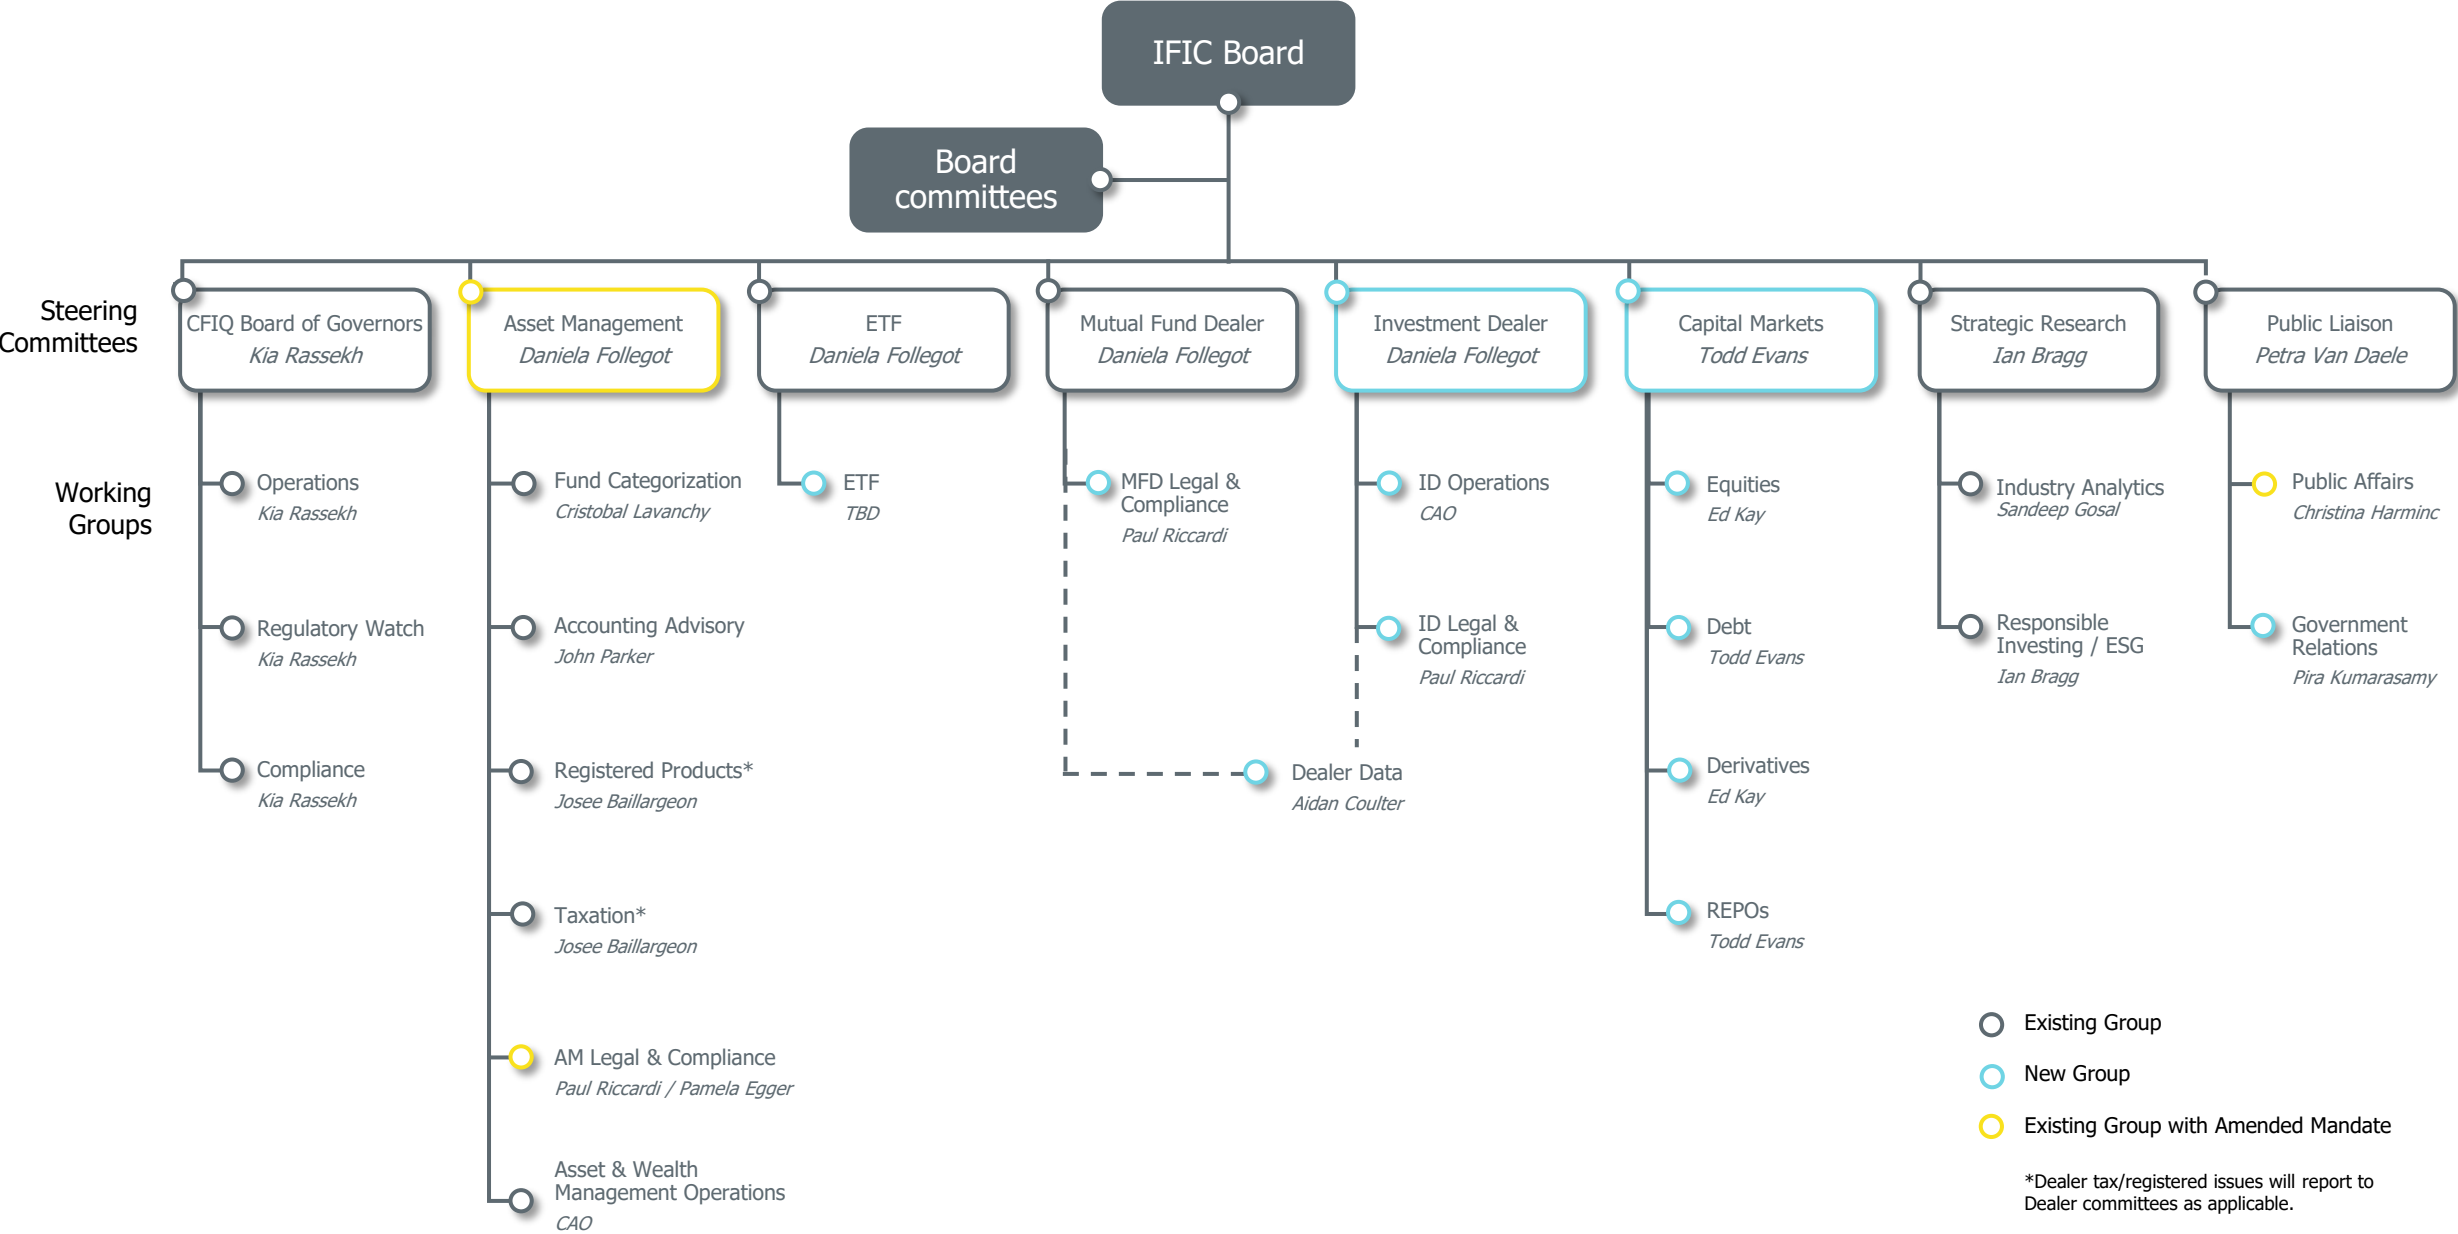 IFIC Board
Board
committees
Steering
Committees
CFIQ Board of Governors
Kia Rassekh
Asset Management
Daniela Follegot
ETF
Daniela Follegot
Mutual Fund Dealer
Daniela Follegot
Investment Dealer
Daniela Follegot
Capital Markets
Todd Evans
Strategic Research
Ian Bragg
Public Liaison
Petra Van Daele
Working
Groups
Operations
Kia Rassekh
Regulatory Watch
Kia Rassekh
Compliance
Kia Rassekh
Fund Categorization
Cristobal Lavanchy
Accounting Advisory
John Parker
Registered Products*
Josee Baillargeon
Taxation*
Josee Baillargeon
AM Legal & Compliance
Paul Riccardi / Pamela Egger
Asset & Wealth
Management Operations
CAO
ETF
TBD
MFD Legal &
Compliance
Paul Riccardi
Dealer Data
Aidan Coulter
ID Operations
CAO
ID Legal &
Compliance
Paul Riccardi
Equities
Ed Kay
Debt
Todd Evans
Derivatives
Ed Kay
REPOs
Todd Evans
Industry Analytics
Sandeep Gosal
Responsible
Investing / ESG
Ian Bragg
Public Affairs
Christina Harminc
Government
Relations
Pira Kumarasamy
Existing Group
New Group
Existing Group with Amended Mandate
*Dealer tax/registered issues will report to
Dealer committees as applicable.